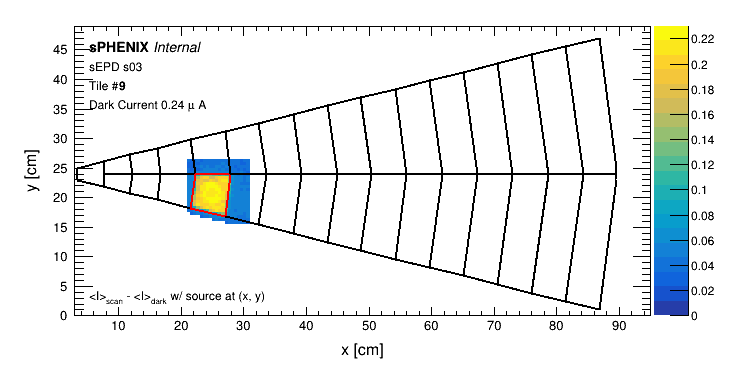 sPHENIX Internal
sEPD s03
Tile #9
Dark Current 0.24 μ A
<I>scan - <I>dark w/ source at (x, y)
y [cm]
45
40
35
30
25
20
15
10
5
0
10 20 30 40 50 60 70 80 90
x [cm]
0.22
0.2
0.18
0.16
0.14
0.12
0.1
0.08
0.06
0.04
0.02
0